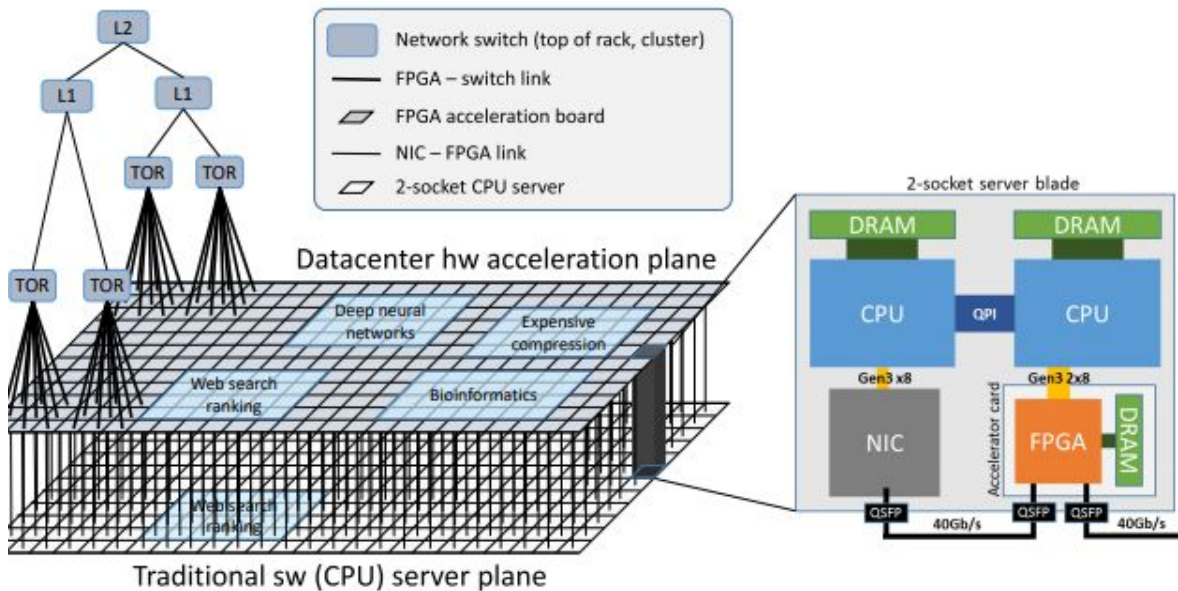 L2
L1
L1
TOR
TOR
TOR
TOR
Network switch (top of rack, cluster)
FPGA – switch link
FPGA acceleration board
NIC – FPGA link
2-socket CPU server
Datacenter hw acceleration plane
Deep neural
networks
Expensive
compression
Web search
ranking
Bioinformatics
Web search
ranking
Traditional sw (CPU) server plane
2-socket server blade
DRAM
DRAM
CPU
QPI
CPU
Gen3 x8
Gen3 2x8
NIC
Accelerator card
FPGA
DRAM
QSFP
QSFP
QSFP
40Gb/s
40Gb/s